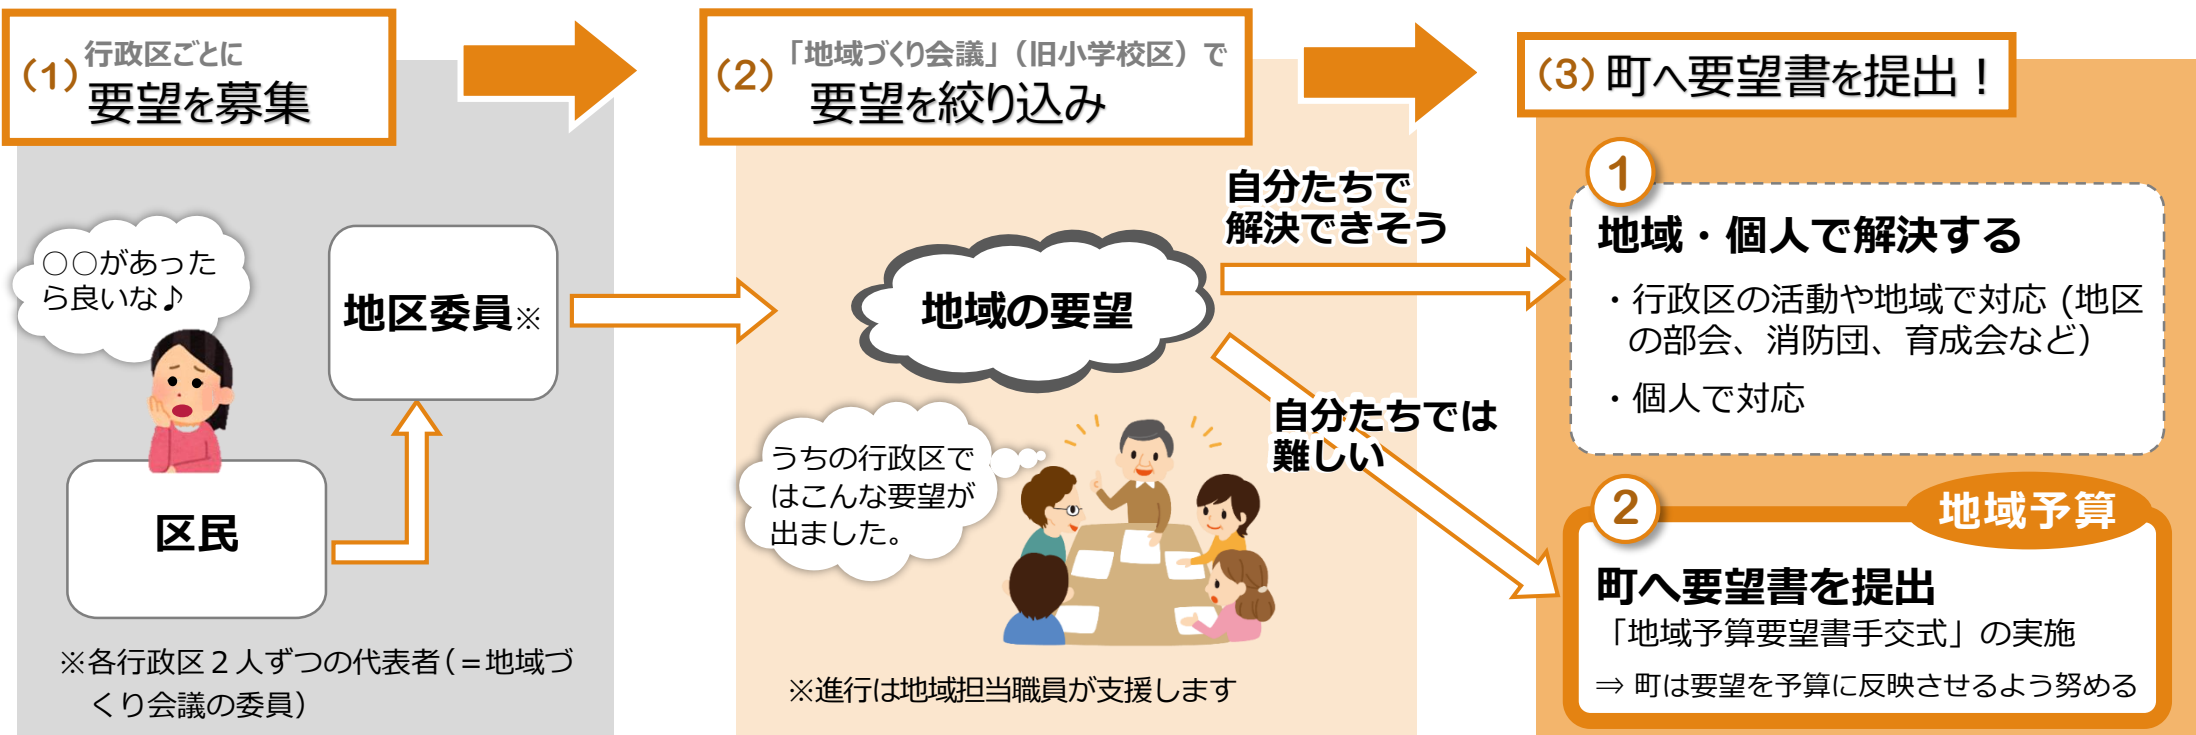 (1) 行政区ごとに
要望を募集
○○があった
ら良いな♪
地区委員※
区民
※各行政区２人ずつの代表者(=地域づ
くり会議の委員)
(2) 「地域づくり会議」（旧小学校区）で
要望を絞り込み
地域の要望
自分たちで
解決できそう
自分たちでは
難しい
うちの行政区で
はこんな要望が
出ました。
※進行は地域担当職員が支援します
(3) 町へ要望書を提出！
1
地域・個人で解決する
・行政区の活動や地域で対応 (地区
の部会、消防団、育成会など)
・個人で対応
2
地域予算
町へ要望書を提出
「地域予算要望書手交式」の実施
⇒ 町は要望を予算に反映させるよう努める